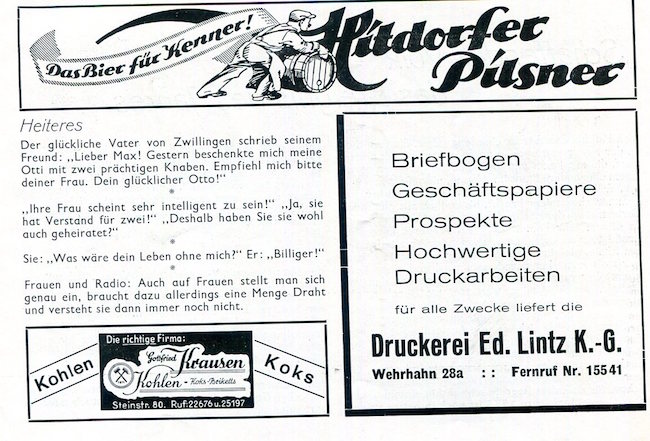 Das Bier für Kenner!
Hitdorfer
Pilsner
Heiteres
Der glückliche Vater von Zwillingen schrieb seinem
Freund: „Lieber Max! Gestern beschenkte mich meine
Otti mit zwei prächtigen Knaben. Empfiehl mich bitte
deiner Frau. Dein glücklicher Otto!"
*
„Ihre Frau scheint sehr intelligent zu sein!" „Ja, sie
hat Verstand für zwei!" „Deshalb haben Sie sie wohl
auch geheiratet?"
*
Sie: „Was wäre dein Leben ohne mich?" Er: „Billiger!"
*
Frauen und Radio: Auch auf Frauen stellt man sich
genau ein, braucht dazu allerdings eine Menge Draht
und versteht sie dann immer noch nicht.
Kohlen
Die richtige Firma:
Gottfried
Krausen
Kohlen - Koks-Briketts
Steinstr. 80. Ruf: 22676 u. 25197
Koks
Briefbogen
Geschäftspapiere
Prospekte
Hochwertige
Druckarbeiten
für alle Zwecke liefert die
Druckerei Ed. Lintz K.-G.
Wehrhahn 28a : : Fernruf Nr. 15541